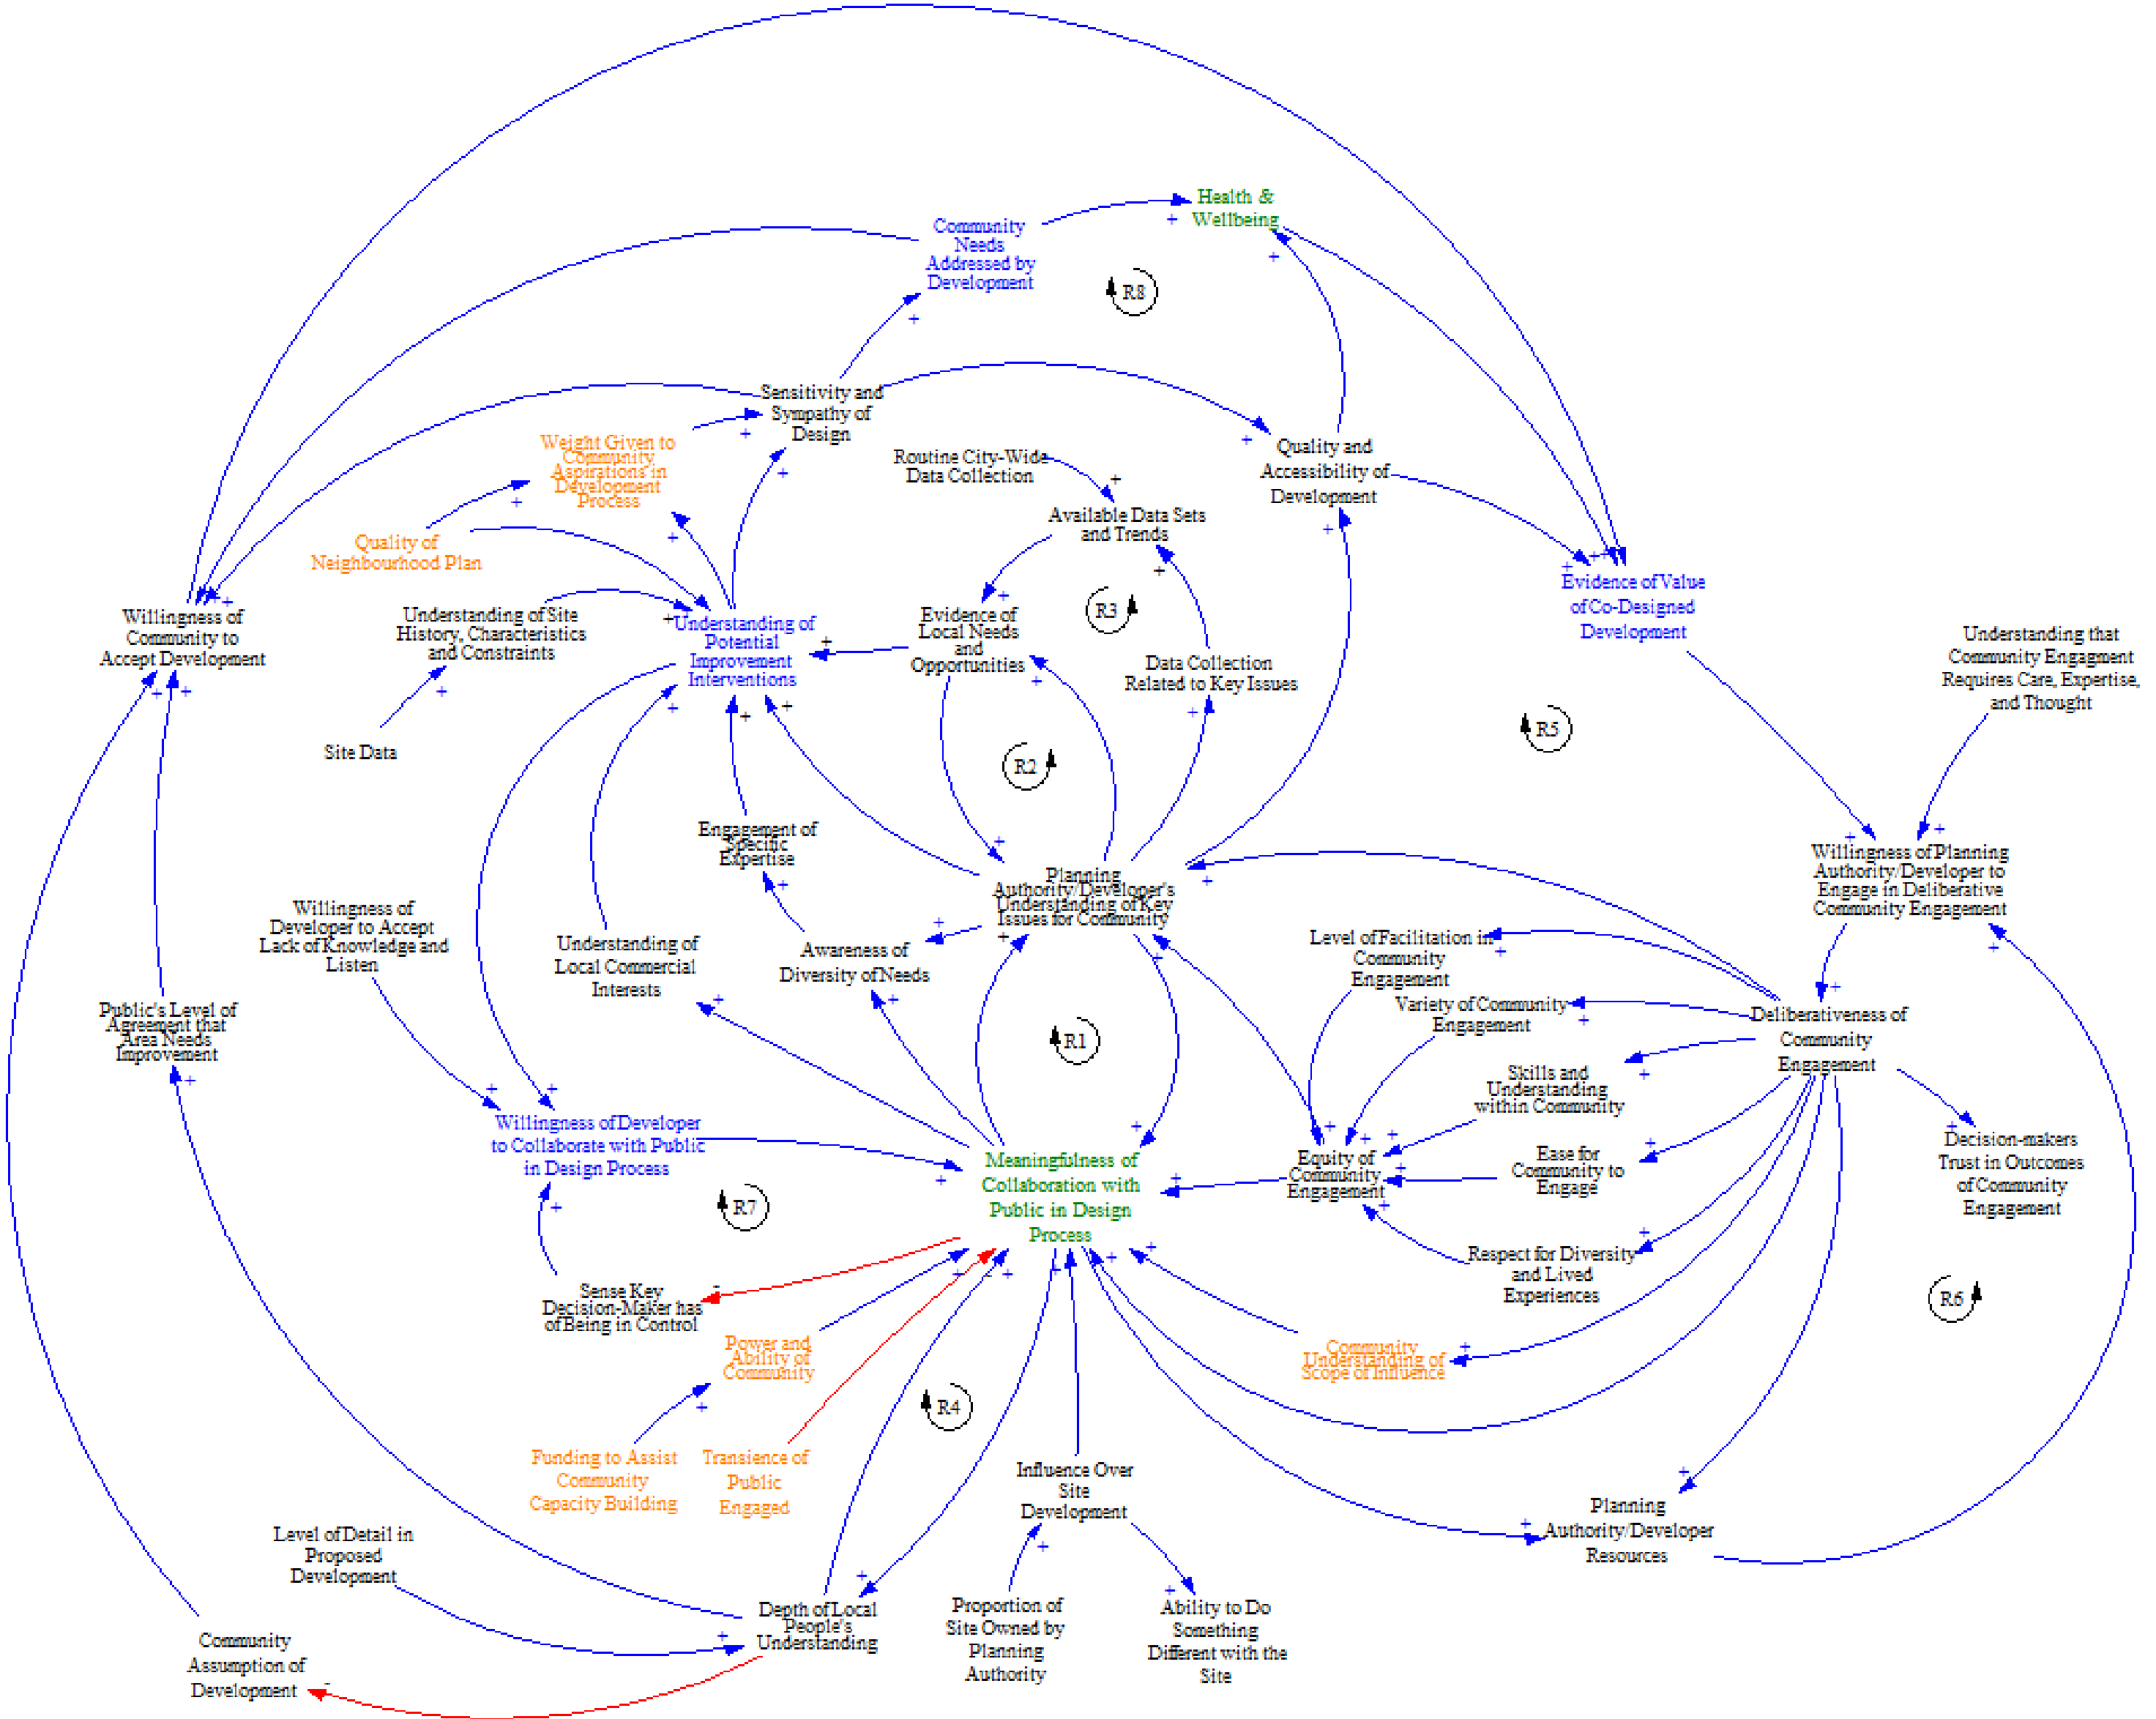 Health &
Wellbeing
Community
Needs
Addressed by
Development
R8
Sensitivity and
Sympathy of
Design
Weight Given to
Community
Aspirations in
Development
Process
Routine City-Wide
Data Collection
Quality and
Accessibility of
Development
Available Data Sets
and Trends
Quality of
Neighbourhood Plan
Evidence of Value
of Co-Designed
Development
Willingness of
Community to
Accept Development
Understanding of Site
History, Characteristics
and Constraints
Understanding of
Potential
Improvement
Interventions
Evidence of
Local Needs
and
Opportunities
R3
Data Collection
Related to Key Issues
Understanding that
Community Engagment
Requires Care, Expertise,
and Thought
Site Data
R2
R5
Engagement of
Specific
Expertise
Planning
Authority/Developer's
Understanding of Key
Issues for Community
Willingness of Planning
Authority/Developer to
Engage in Deliberative
Community Engagement
Willingness of
Developer to Accept
Lack of Knowledge and
Listen
Understanding of
Local Commercial
Interests
Awareness of
Diversity of Needs
Level of Facilitation in
Community
Engagement
Variety of Community
Engagement
Deliberativeness of
Community
Engagement
Public's Level of
Agreement that
Area Needs
Improvement
R1
Skills and
Understanding
within Community
Willingness of Developer
to Collaborate with Public
in Design Process
Meaningfulness of
Collaboration with
Public in Design
Process
Equity of
Community
Engagement
Ease for
Community to
Engage
Decision-makers
Trust in Outcomes
of Community
Engagement
R7
Respect for Diversity
and Lived
Experiences
R6
Sense Key
Decision-Maker has
of Being in Control
Power and
Ability of
Community
Community
Understanding of
Scope of Influence
R4
Funding to Assist
Community
Capacity Building
Transience of
Public
Engaged
Influence Over
Site
Development
Planning
Authority/Developer
Resources
Level of Detail in
Proposed
Development
Depth of Local
People's
Understanding
Proportion of
Site Owned by
Planning
Authority
Ability to Do
Something
Different with the
Site
Community
Assumption of
Development